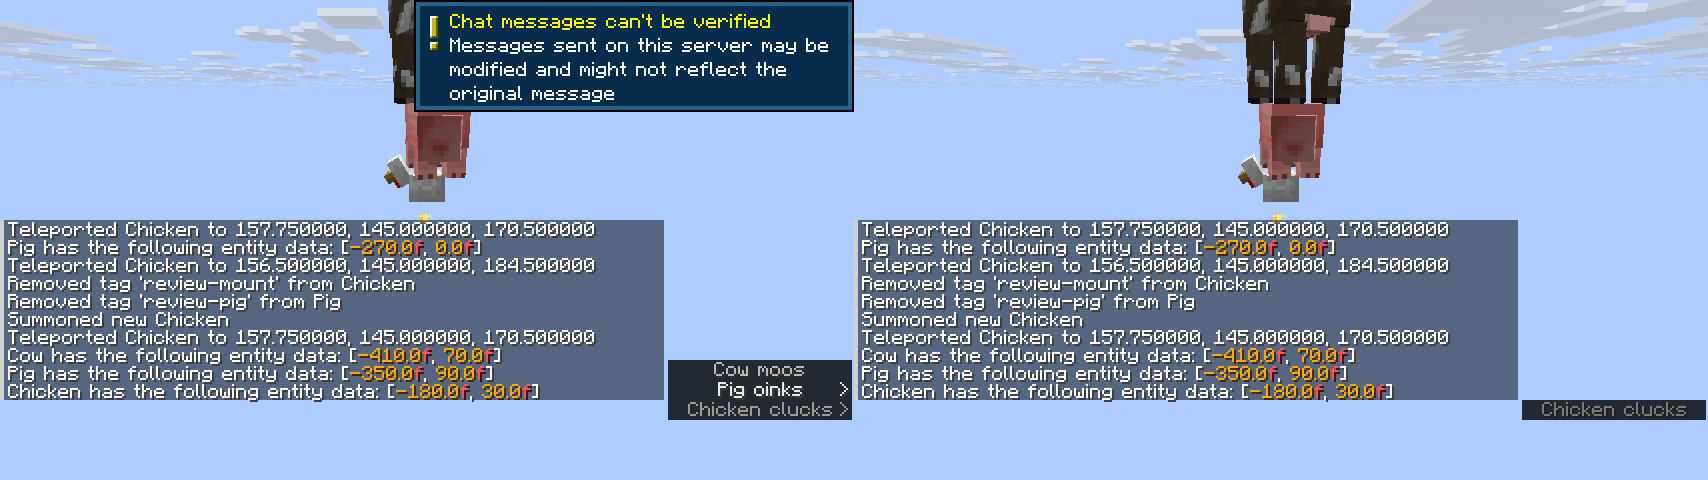 Chat messages can't be verified
Messages sent on this server may be
modified and might not reflect the
original message
Teleported Chicken to 157.750000, 145.000000, 170.500000
Pig has the following entity data: [-270.0f, 0.0f]
Teleported Chicken to 156.500000, 145.000000, 184.500000
Removed tag 'review-mount' from Chicken
Removed tag 'review-pig' from Pig
Summoned new Chicken
Teleported Chicken to 157.750000, 145.000000, 170.500000
Cow has the following entity data: [-410.0f, 70.0f]
Pig has the following entity data: [-350.0f, 90.0f]
Chicken has the following entity data: [-180.0f, 30.0f]
Cow moos
Pig oinks >
Chicken clucks >
Teleported Chicken to 157.750000, 145.000000, 170.500000
Pig has the following entity data: [-270.0f, 0.0f]
Teleported Chicken to 156.500000, 145.000000, 184.500000
Removed tag 'review-mount' from Chicken
Removed tag 'review-pig' from Pig
Summoned new Chicken
Teleported Chicken to 157.750000, 145.000000, 170.500000
Cow has the following entity data: [-410.0f, 70.0f]
Pig has the following entity data: [-350.0f, 90.0f]
Chicken has the following entity data: [-180.0f, 30.0f]
Chicken clucks